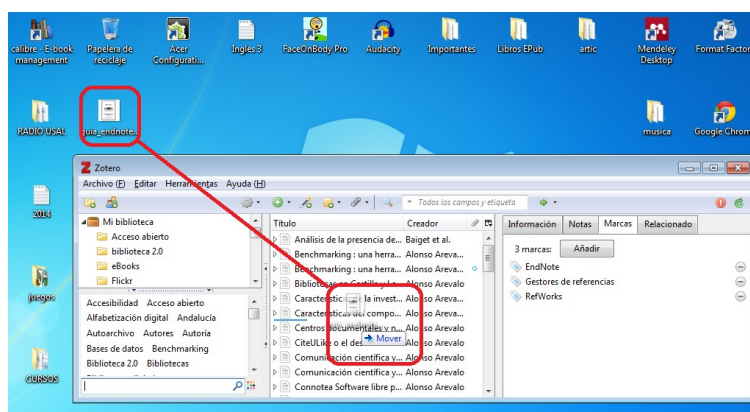 calibre - E-book management
Papelera de reciclaje
Acer Configurati...
Ingles 3
FaceOnBody Pro
Audacity
Importantes
Libros EPub
artic
Mendeley Desktop
Format Factor
RADIO USAL
guia_endnote...
musica
Google Chrom
Zotero
Archivo (F) Editar Herramientas Ayuda (H)
2014
Todos los campos y etiqueta
Mi biblioteca
Acceso abierto
biblioteca 2.0
eBooks
Flickr
Título Creador
Análisis de la presencia de... Baiget et al.
Benchmarking : una herra... Alonso Areva...
Benchmarking : una herra... Alonso Areva...
Bibliotecas en Castilla y Le... Alonso Arevalo
Caracterstic la invest... Alonso Areva...
Características del compo... Alonso Areva...
Centros documentales y n... Alonso Arevalo
CiteULike o el des Alonso Arevalo
Mover
Comunicación científica y... Alonso Arevalo
Comunicación científica y... Alonso Arevalo
Connotea Software libre p... Alonso Arevalo
Información Notas Marcas Relacionado
3 marcas: Añadir
EndNote
Gestores de referencias
RefWorks
juegos
Accesibilidad Acceso abierto
Alfabetización digital Andalucía
Autoarchivo Autores Autoría
Bases de datos Benchmarking
Biblioteca 2.0 Bibliotecas
CURSOS